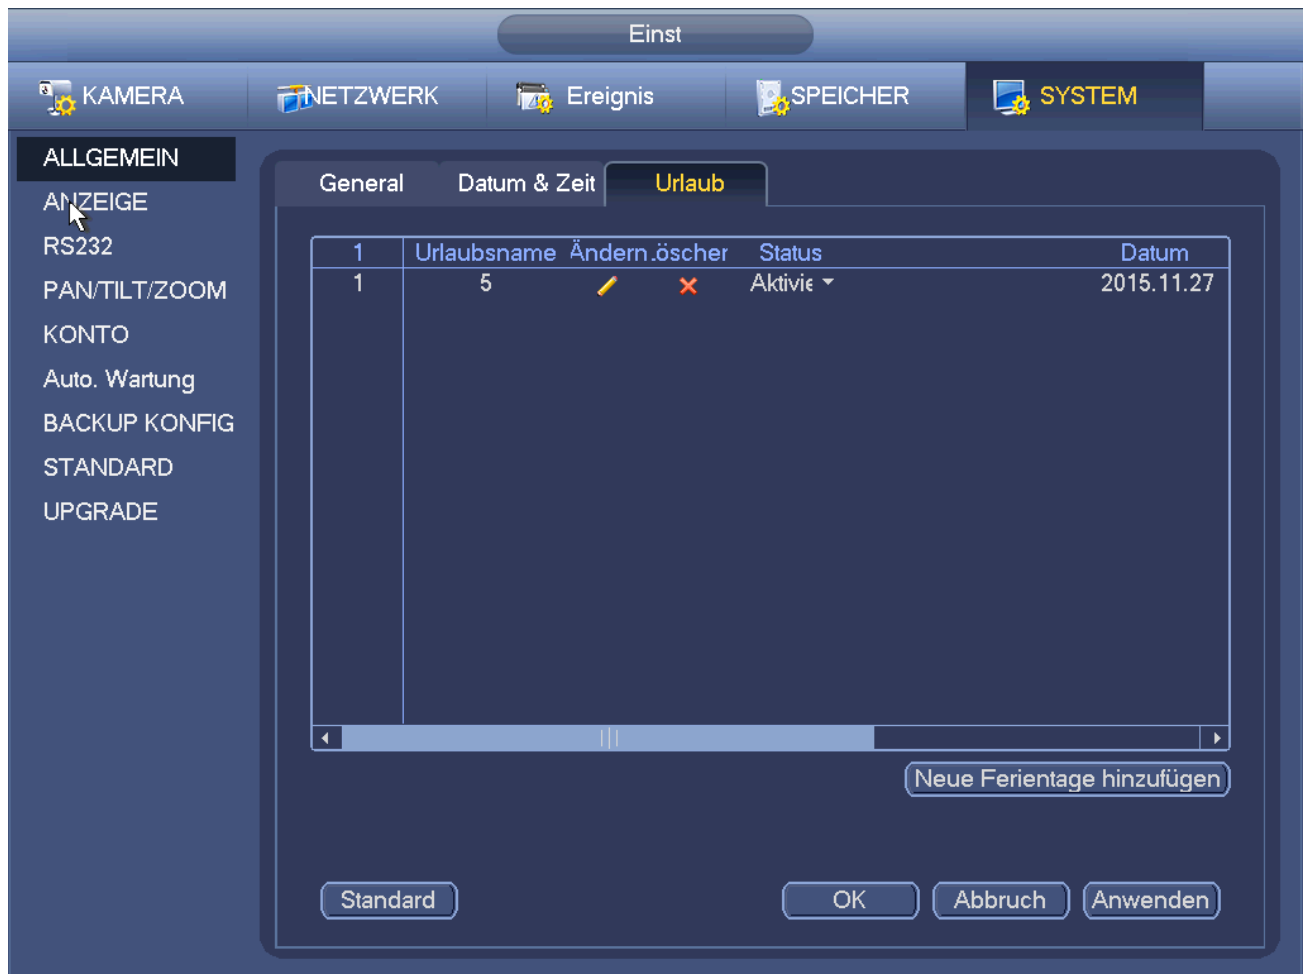 Einst
KAMERA NETZWERK Ereignis SPEICHER SYSTEM
ALLGEMEIN
ANZEIGE
RS232
PAN/TILT/ZOOM
KONTO
Auto. Wartung
BACKUP KONFIG
STANDARD
UPGRADE
General Datum & Zeit Urlaub
1 Urlaubsname Ändern .öscher Status Datum
1 5 Aktivie 2015.11.27
Neue Ferientage hinzufügen
Standard OK Abbruch Anwenden